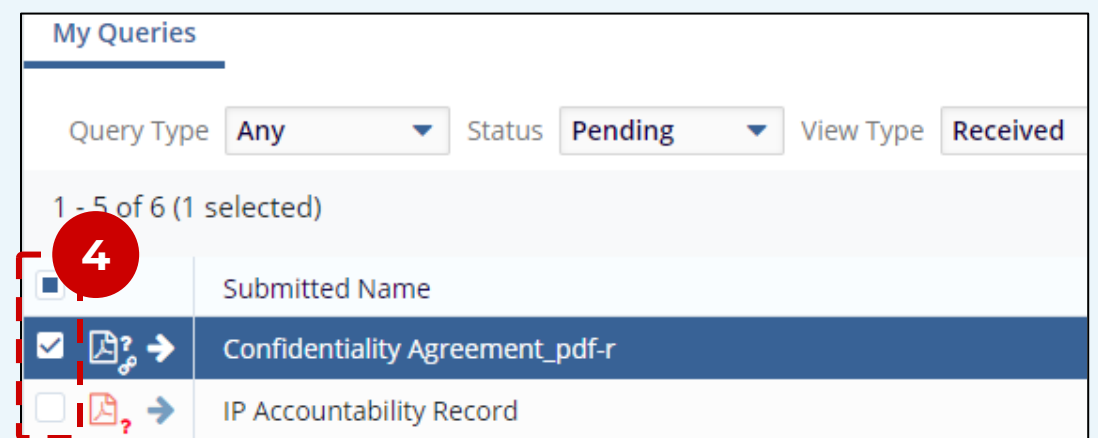 My Queries
Query Type Any Status Pending View Type Received
1 - 5 of 6 (1 selected)
4
Submitted Name
? Confidentiality Agreement_pdf-r
? IP Accountability Record